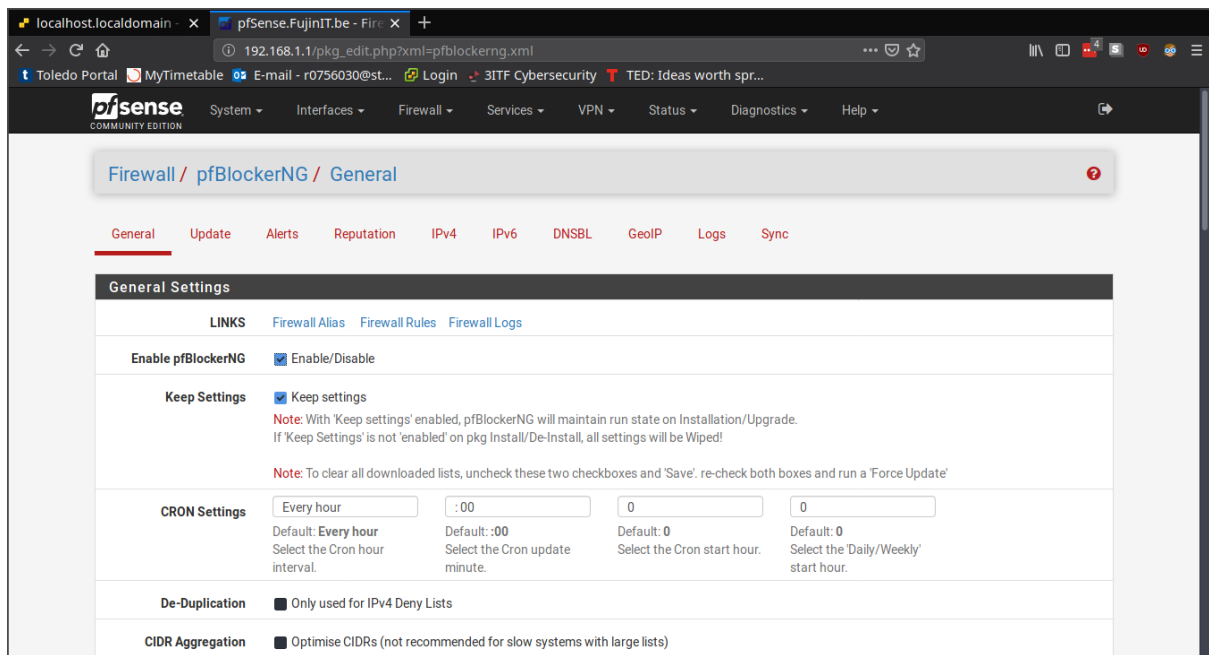 localhost.localdomain - × pfSense.FujinIT.be - Fire × +
192.168.1.1/pkg_edit.php?xml=pfblockerng.xml
4 S
t Toledo Portal MyTimetable E-mail - r0756030@st... Login 3ITF Cybersecurity T TED: Ideas worth spr...
pfsense System Interfaces Firewall Services VPN Status Diagnostics Help
COMMUNITY EDITION
Firewall / pfBlockerNG / General
General Update Alerts Reputation IPv4 IPv6 DNSBL GeoIP Logs Sync
General Settings
LINKS Firewall Alias Firewall Rules Firewall Logs
Enable pfBlockerNG Enable/Disable
Keep Settings Keep settings
Note: With 'Keep settings' enabled, pfBlockerNG will maintain run state on Installation/Upgrade.
If 'Keep Settings' is not 'enabled' on pkg Install/De-Install, all settings will be Wiped!
Note: To clear all downloaded lists, uncheck these two checkboxes and 'Save'. re-check both boxes and run a 'Force Update'
CRON Settings Every hour :00 0 0
Default: Every hour Default: :00 Default: 0 Default: 0
Select the Cron hour Select the Cron update Select the Cron start hour. Select the 'Daily/Weekly'
interval. minute. start hour.
De-Duplication Only used for IPv4 Deny Lists
CIDR Aggregation Optimise CIDRs (not recommended for slow systems with large lists)